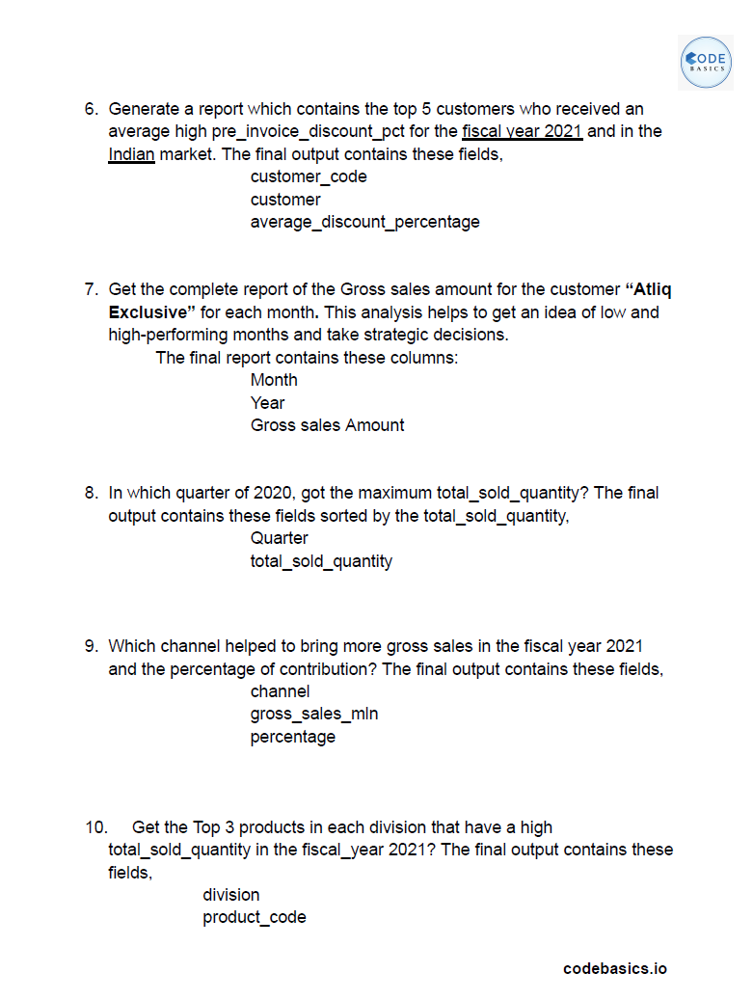 CODE
BASICS
6. Generate a report which contains the top 5 customers who received an
average high pre_invoice_discount_pct for the fiscal year 2021 and in the
Indian market. The final output contains these fields,
customer_code
customer
average_discount_percentage
7. Get the complete report of the Gross sales amount for the customer “Atliq
Exclusive” for each month. This analysis helps to get an idea of low and
high-performing months and take strategic decisions.
The final report contains these columns:
Month
Year
Gross sales Amount
8. In which quarter of 2020, got the maximum total_sold_quantity? The final
output contains these fields sorted by the total_sold_quantity,
Quarter
total_sold_quantity
9. Which channel helped to bring more gross sales in the fiscal year 2021
and the percentage of contribution? The final output contains these fields,
channel
gross_sales_mln
percentage
10. Get the Top 3 products in each division that have a high
total_sold_quantity in the fiscal_year 2021? The final output contains these
fields,
division
product_code
codebasics.io